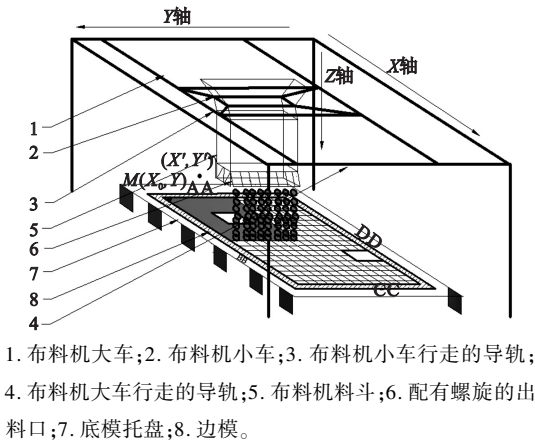 Y轴
X轴
Z轴
1
2
(X′,Y′)
M(X₀,Y)
AA
3
5
6
DD
7
BB
8
CC
4
1. 布料机大车;2. 布料机小车;3. 布料机小车行走的导轨;
4. 布料机大车行走的导轨;5. 布料机料斗;6. 配有螺旋的出
料口;7. 底模托盘;8. 边模。